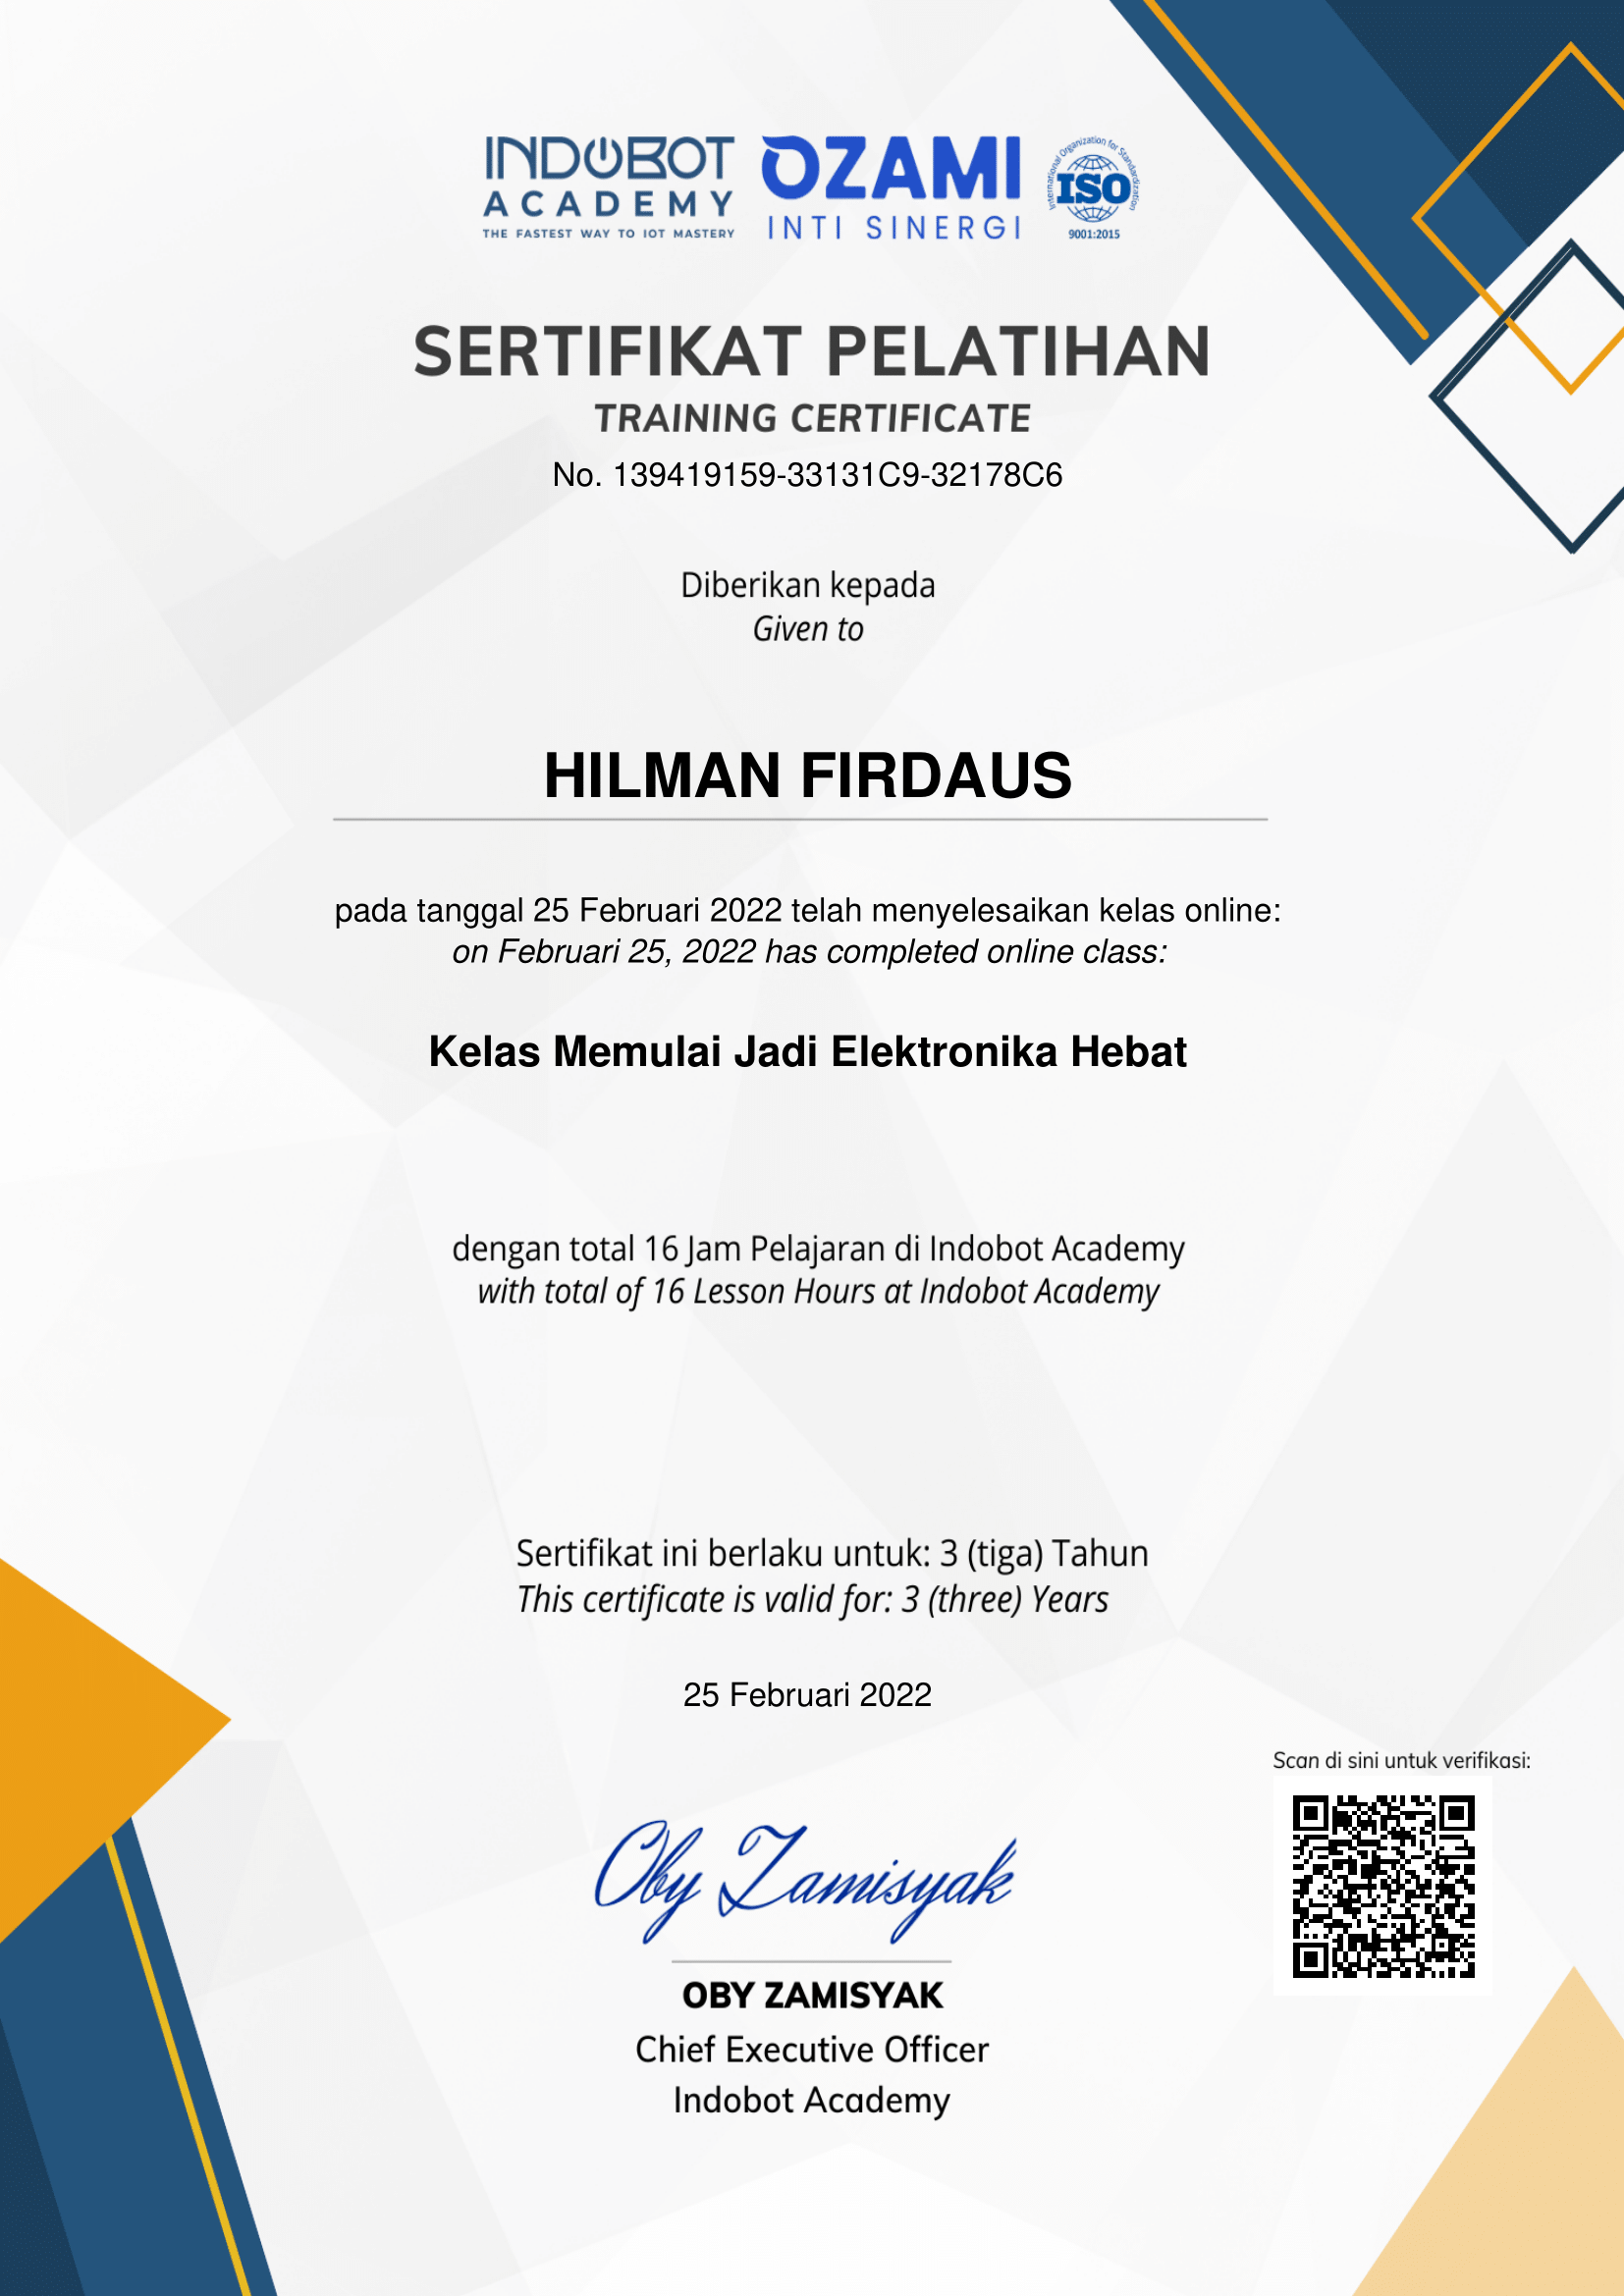 INDOBOT
ACADEMY
THE FASTEST WAY TO IOT MASTERY
OZAMI
INTI SINERGI
International Organization for Standardization
ISO
9001:2015
SERTIFIKAT PELATIHAN
TRAINING CERTIFICATE
No. 139419159-33131C9-32178C6
Diberikan kepada
Given to
HILMAN FIRDAUS
pada tanggal 25 Februari 2022 telah menyelesaikan kelas online:
on Februari 25, 2022 has completed online class:
Kelas Memulai Jadi Elektronika Hebat
dengan total 16 Jam Pelajaran di Indobot Academy
with total of 16 Lesson Hours at Indobot Academy
Sertifikat ini berlaku untuk: 3 (tiga) Tahun
This certificate is valid for: 3 (three) Years
25 Februari 2022
Scan di sini untuk verifikasi:
Oby Zamisyak
OBY ZAMISYAK
Chief Executive Officer
Indobot Academy